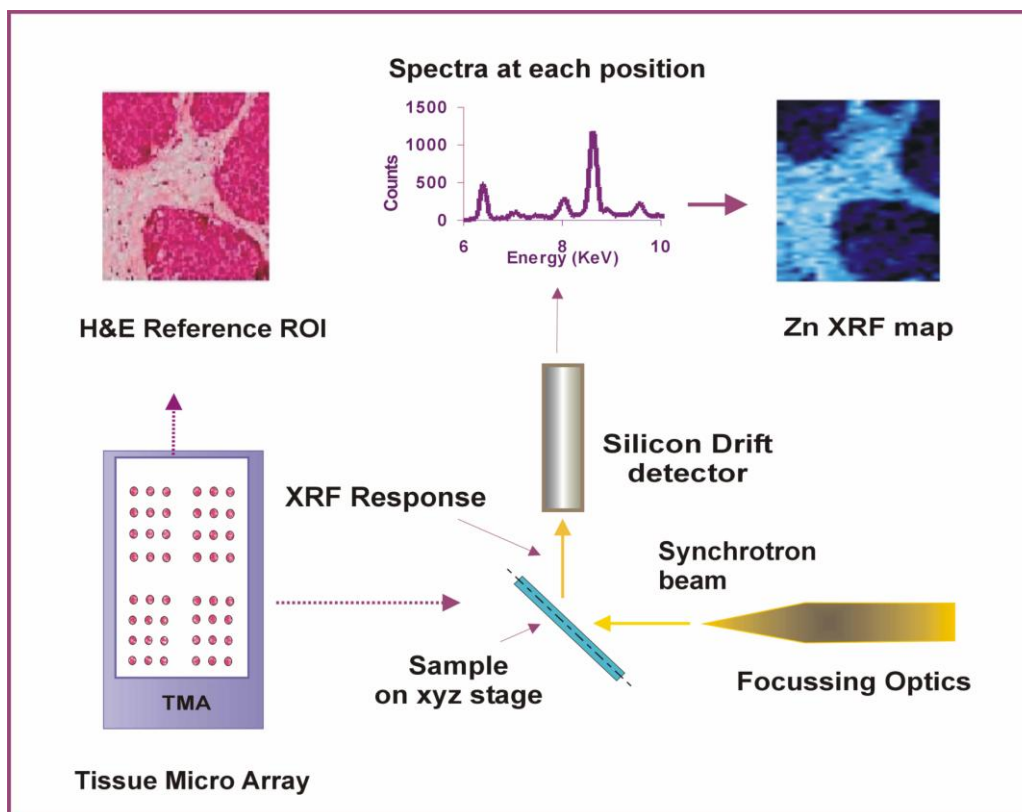 Spectra at each position
1500
1000
500
0
Counts
6
8
10
Energy (KeV)
H&E Reference ROI
Zn XRF map
Silicon Drift
detector
XRF Response
Synchrotron
beam
Sample
on xyz stage
Focussing Optics
TMA
Tissue Micro Array